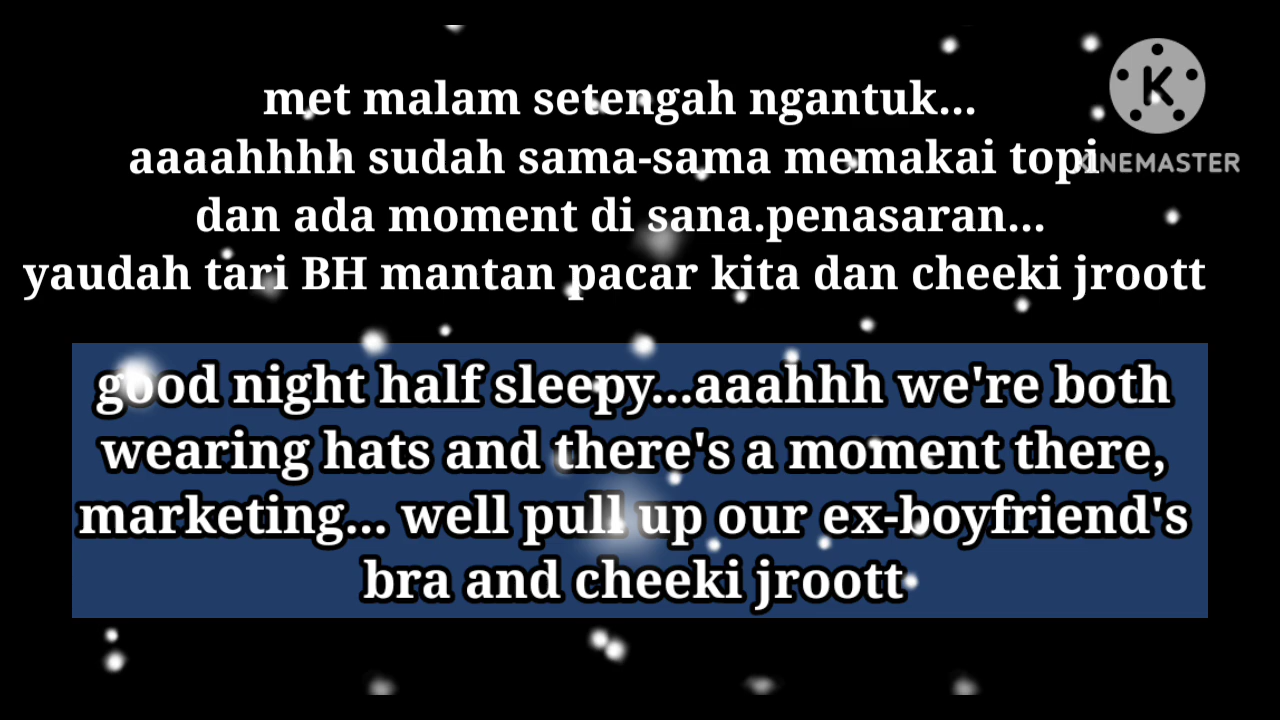 met malam setengah ngantuk...
aaaahhhh sudah sama-sama memakai topi
dan ada moment di sana.penasaran...
yaudah tari BH mantan pacar kita dan cheeki jroott
K
KINEMASTER
good night half sleepy...aaahhh we're both
wearing hats and there's a moment there,
marketing... well pull up our ex-boyfriend's
bra and cheeki jroott